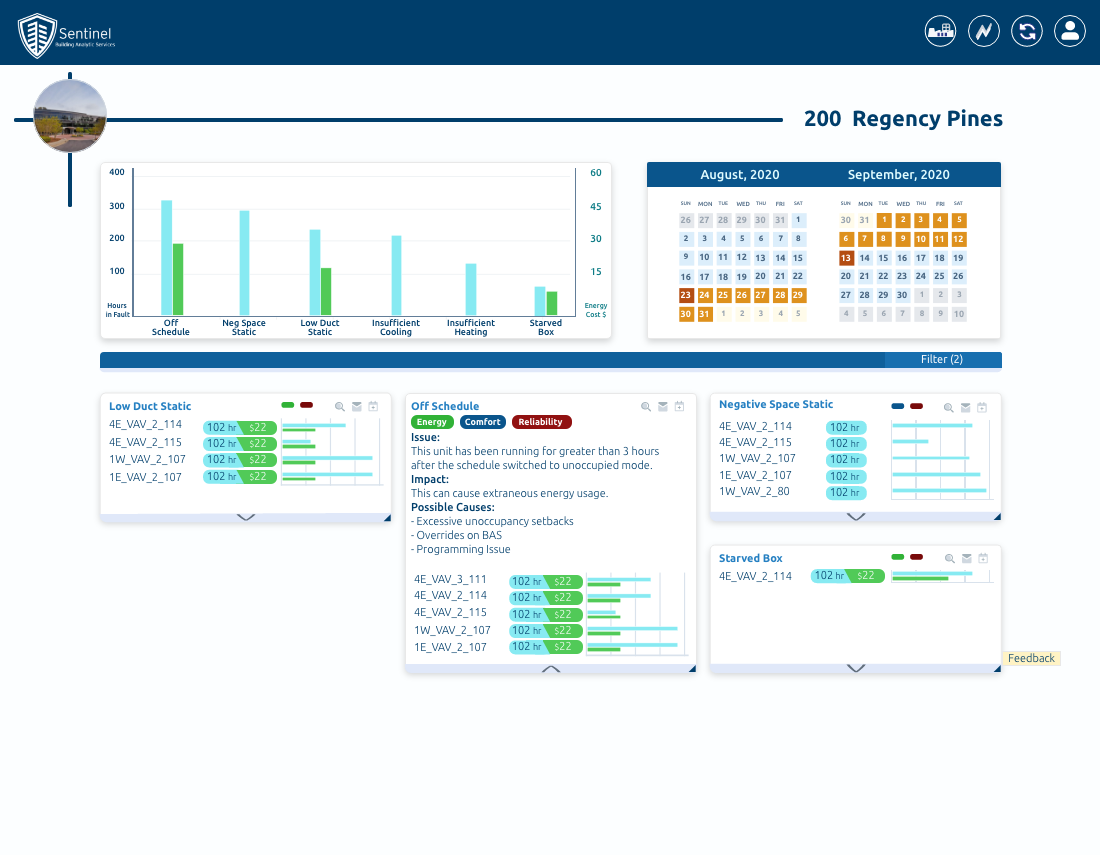 Sentinel
Building Analytic Services
200 Regency Pines
400
300
200
100
Hours
in Fault
60
45
30
15
Energy
Cost $
Off
Schedule
Neg Space
Static
Low Duct
Static
Insufficient
Cooling
Insufficient
Heating
Starved
Box
August, 2020
SUN MON TUE WED THU FRI SAT
26 27 28 29 30 31 1
2 3 4 5 6 7 8
9 10 11 12 13 14 15
16 17 18 19 20 21 22
23 24 25 26 27 28 29
30 31 1 2 3 4 5
September, 2020
SUN MON TUE WED THU FRI SAT
30 31 1 2 3 4 5
6 7 8 9 10 11 12
13 14 15 16 17 18 19
20 21 22 23 24 25 26
27 28 29 30 1 2 3
4 5 6 7 8 9 10
Filter (2)
Low Duct Static
4E_VAV_2_114 102 hr $22
4E_VAV_2_115 102 hr $22
1W_VAV_2_107 102 hr $22
1E_VAV_2_107 102 hr $22
Off Schedule
Energy Comfort Reliability
Issue:
This unit has been running for greater than 3 hours
after the schedule switched to unoccupied mode.
Impact:
This can cause extraneous energy usage.
Possible Causes:
- Excessive unoccupancy setbacks
- Overrides on BAS
- Programming Issue
4E_VAV_3_111 102 hr $22
4E_VAV_2_114 102 hr $22
4E_VAV_2_115 102 hr $22
1W_VAV_2_107 102 hr $22
1E_VAV_2_107 102 hr $22
Negative Space Static
4E_VAV_2_114 102 hr
4E_VAV_2_115 102 hr
1W_VAV_2_107 102 hr
1E_VAV_2_107 102 hr
1W_VAV_2_80 102 hr
Starved Box
4E_VAV_2_114 102 hr $22
Feedback